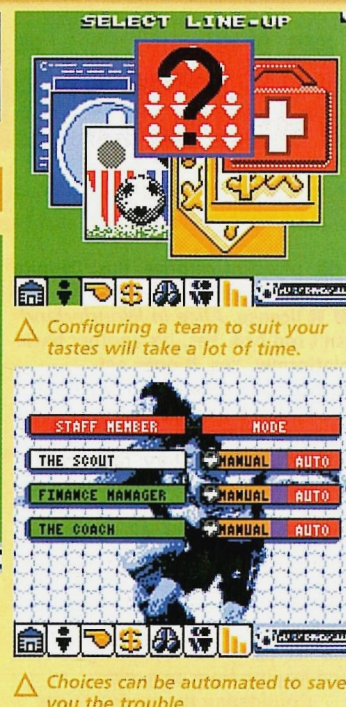 SELECT LINE-UP
Configuring a team to suit your
tastes will take a lot of time.
STAFF MEMBER MODE
THE SCOUT MANUAL AUTO
FINANCE MANAGER MANUAL AUTO
THE COACH MANUAL AUTO
Choices can be automated to save
you the trouble